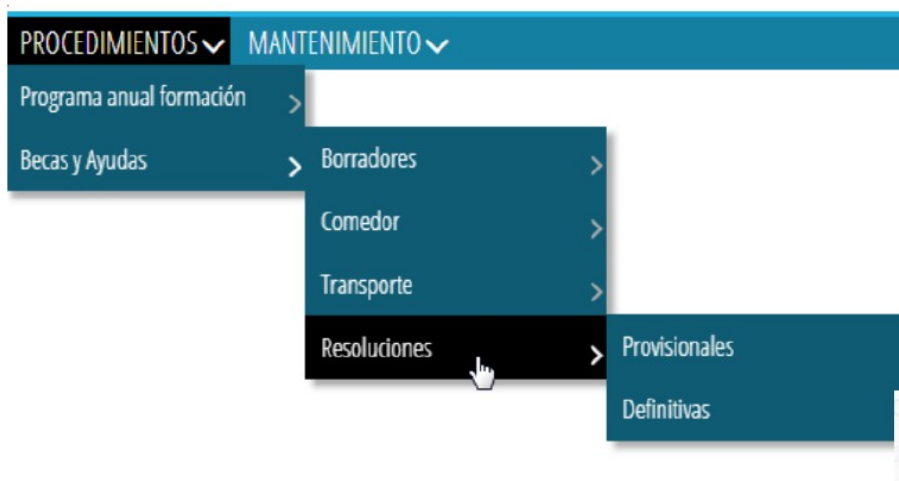 PROCEDIMIENTOS MANTENIMIENTO
Programa anual formación
Becas y Ayudas
Borradores
Comedor
Transporte
Resoluciones
Provisionales
Definitivas